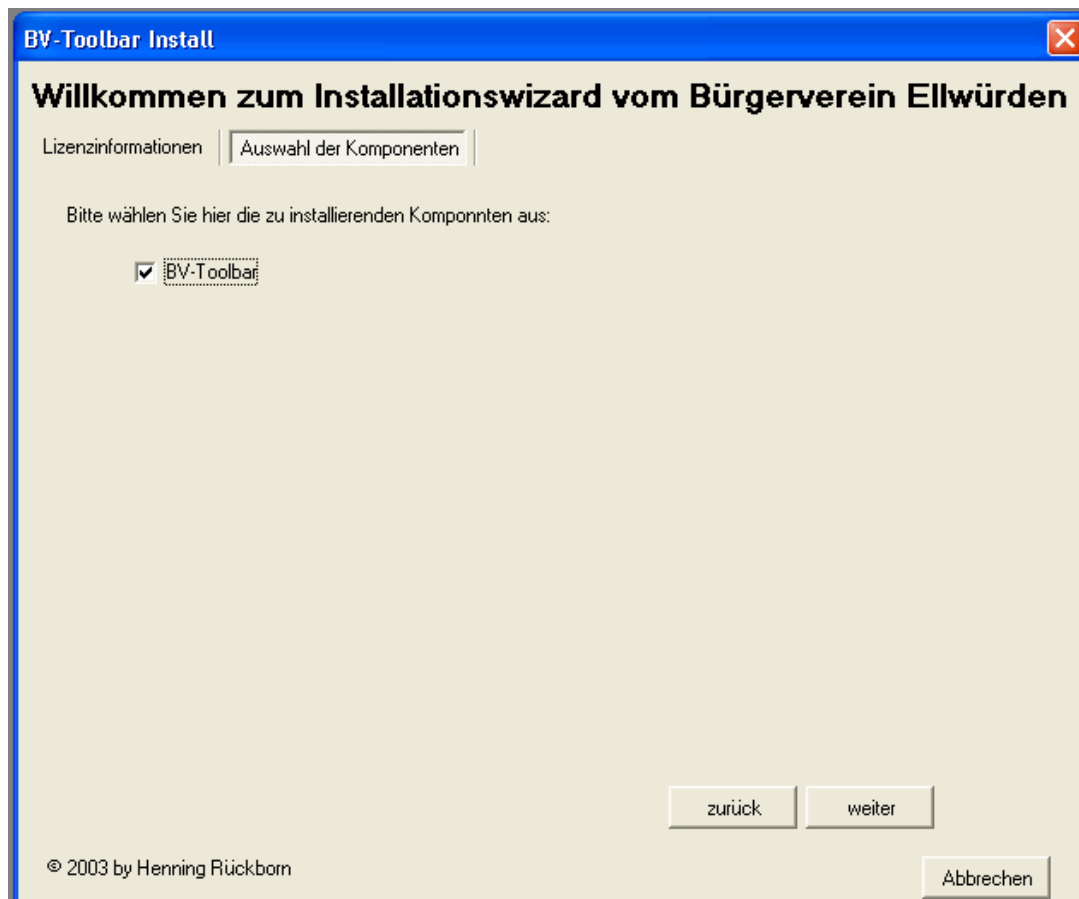 BV-Toolbar Install
Willkommen zum Installationswizard vom Bürgerverein Ellwürden
Lizenzinformationen Auswahl der Komponenten
Bitte wählen Sie hier die zu installierenden Komponnten aus:
BV-Toolbar
zurück weiter
© 2003 by Henning Rückborn
Abbrechen